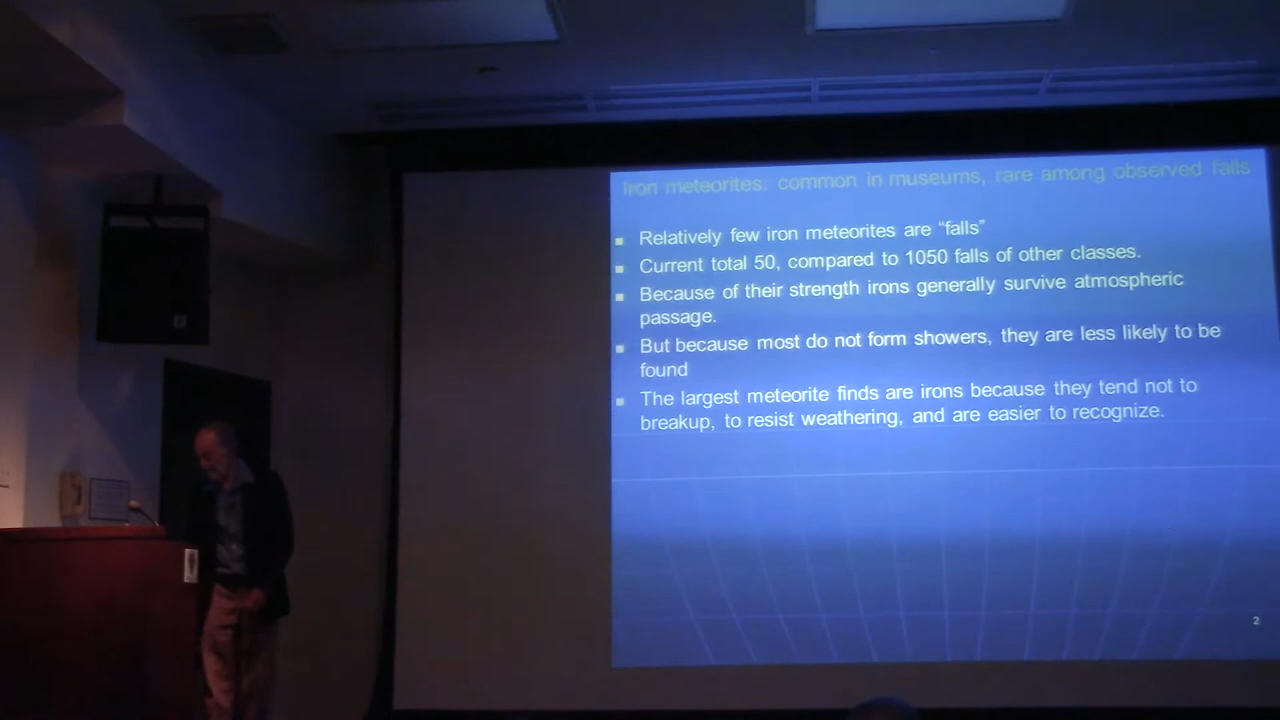 Iron meteorites: common in museums, rare among observed falls
Relatively few iron meteorites are “falls”
Current total 50, compared to 1050 falls of other classes.
Because of their strength irons generally survive atmospheric
passage.
But because most do not form showers, they are less likely to be
found
The largest meteorite finds are irons because they tend not to
breakup, to resist weathering, and are easier to recognize.
2